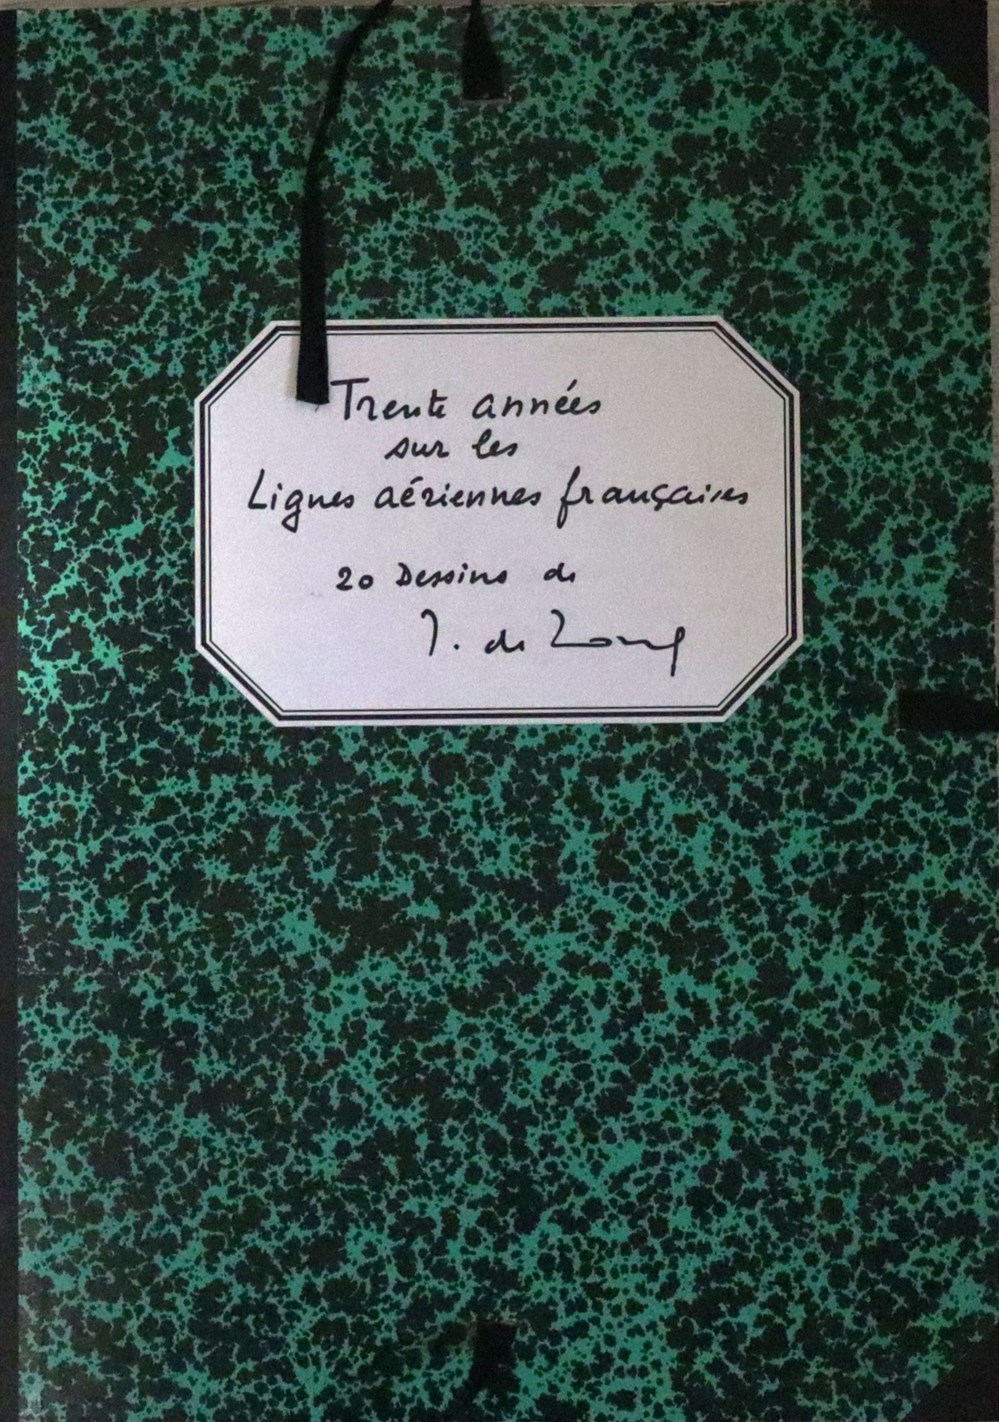 Trente années
sur les
Lignes aériennes françaises
20 Dessins de
J. de